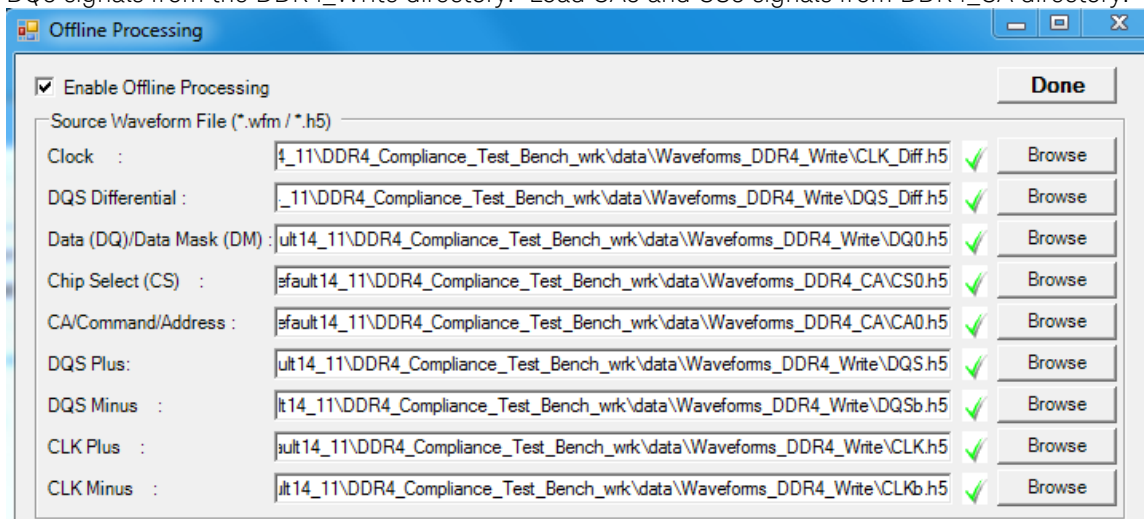 DQs signals from the DDR4_Write directory. Load CA0 and CS0 signals from DDR4_CA directory.
Offline Processing
Enable Offline Processing
Done
Source Waveform File (*.wfm / *.h5)
Clock : 4_11\DDR4_Compliance_Test_Bench_wrk\data\Waveforms_DDR4_Write\CLK_Diff.h5 Browse
DQS Differential : _11\DDR4_Compliance_Test_Bench_wrk\data\Waveforms_DDR4_Write\DQS_Diff.h5 Browse
Data (DQ)/Data Mask (DM) : ult14_11\DDR4_Compliance_Test_Bench_wrk\data\Waveforms_DDR4_Write\DQ0.h5 Browse
Chip Select (CS) : efault14_11\DDR4_Compliance_Test_Bench_wrk\data\Waveforms_DDR4_CA\CS0.h5 Browse
CA/Command/Address : efault14_11\DDR4_Compliance_Test_Bench_wrk\data\Waveforms_DDR4_CA\CA0.h5 Browse
DQS Plus: ult14_11\DDR4_Compliance_Test_Bench_wrk\data\Waveforms_DDR4_Write\DQS.h5 Browse
DQS Minus : lt14_11\DDR4_Compliance_Test_Bench_wrk\data\Waveforms_DDR4_Write\DQSb.h5 Browse
CLK Plus : ault14_11\DDR4_Compliance_Test_Bench_wrk\data\Waveforms_DDR4_Write\CLK.h5 Browse
CLK Minus : ult14_11\DDR4_Compliance_Test_Bench_wrk\data\Waveforms_DDR4_Write\CLKb.h5 Browse